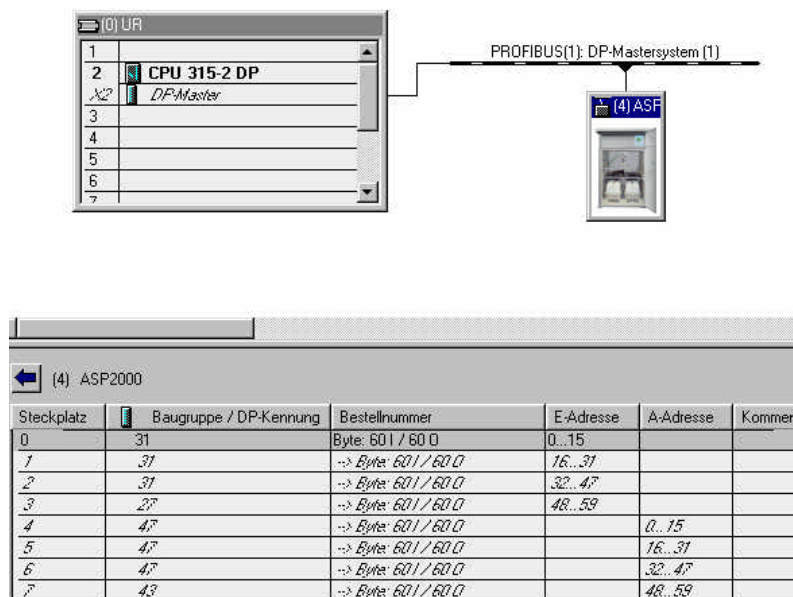 (0) UR
1
2 CPU 315-2 DP
X2 DP-Master
3
4
5
6
7
PROFIBUS(1): DP-Mastersystem (1)
(4) ASP
(4) ASP2000
Steckplatz Baugruppe / DP-Kennung Bestellnummer E-Adresse A-Adresse Kommen
0 31 Byte: 60 I / 60 O 0...15
1 31 --> Byte: 60 I / 60 O 16...31
2 31 --> Byte: 60 I / 60 O 32...47
3 27 --> Byte: 60 I / 60 O 48...59
4 47 --> Byte: 60 I / 60 O 0...15
5 47 --> Byte: 60 I / 60 O 16...31
6 47 --> Byte: 60 I / 60 O 32...47
7 43 --> Byte: 60 I / 60 O 48...59